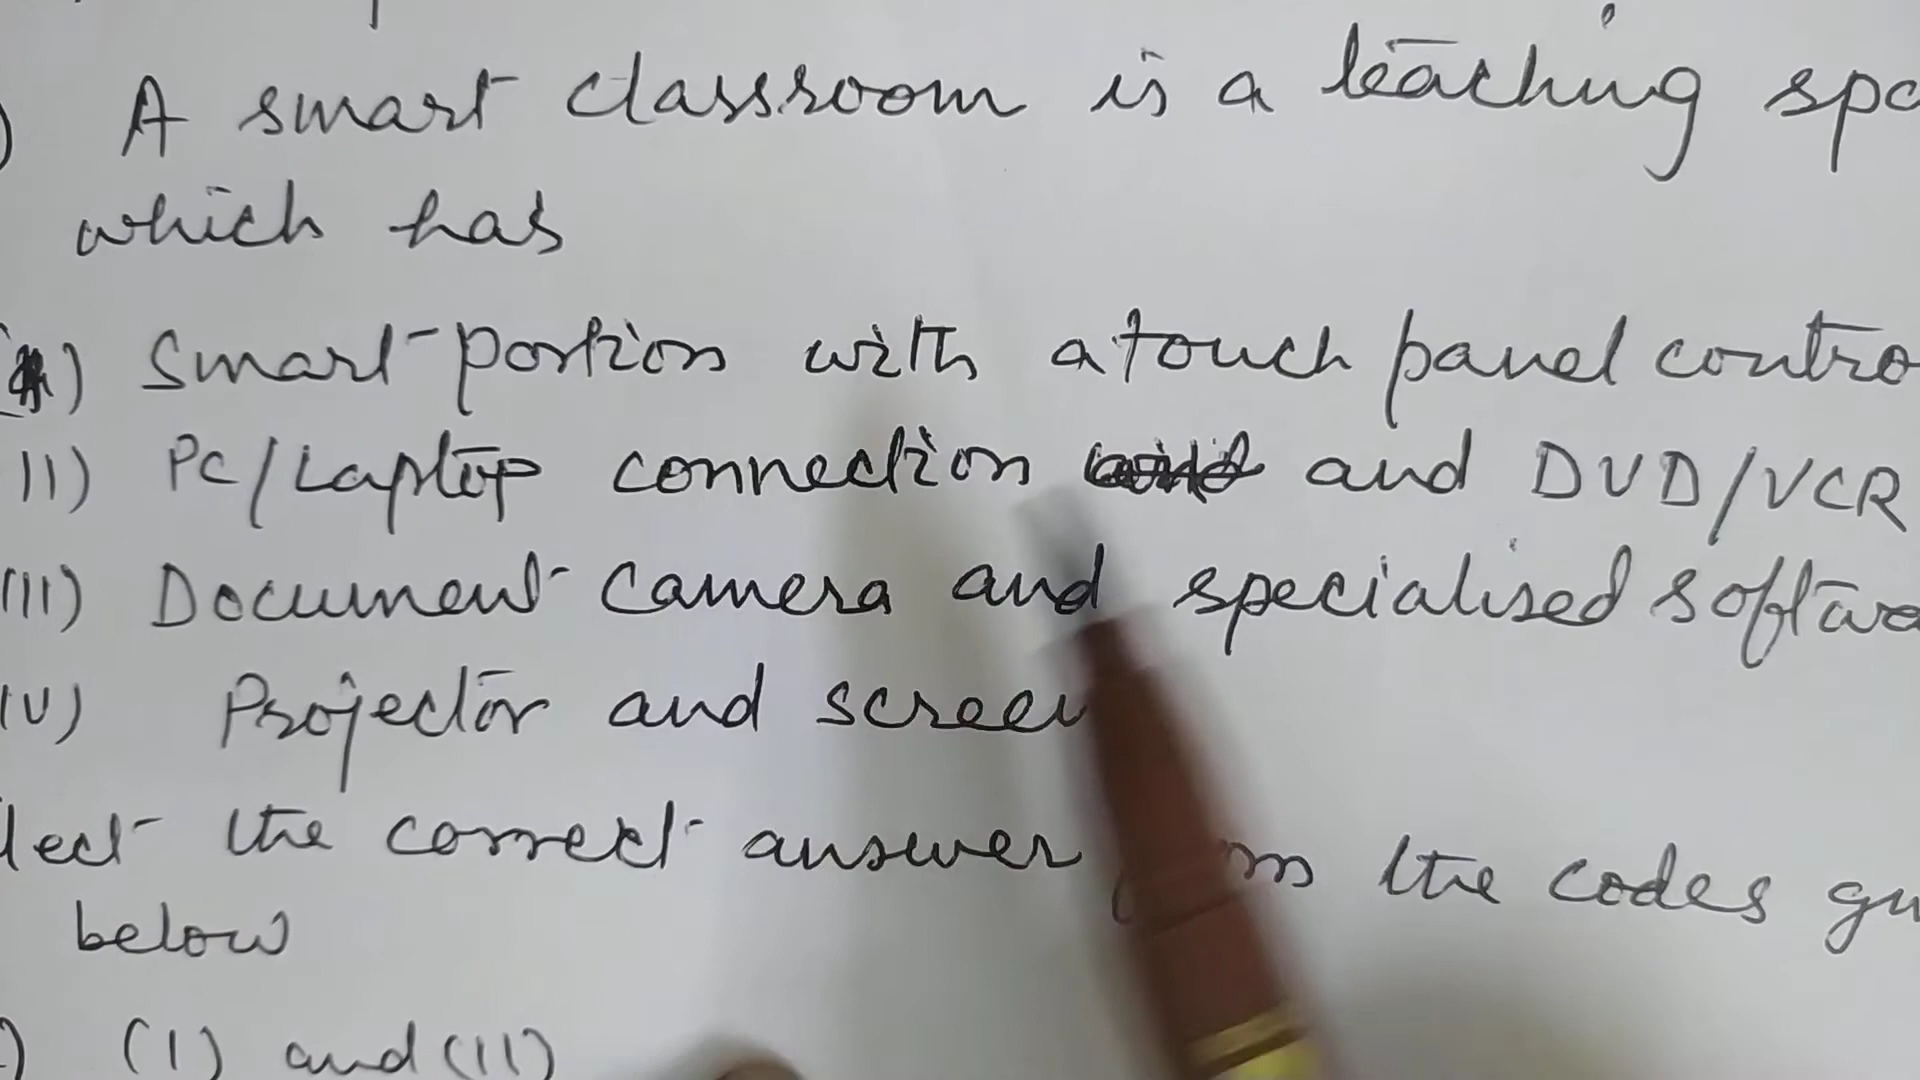 ) A smart classroom is a teaching spa
which has
) Smart portion with a touch panel contro
II) PC/Laptop connection and DVD/VCR
(III) Document camera and specialised softwa
IV) Projector and screen
lect the correct answer the codes gi
below
) (I) and (II)